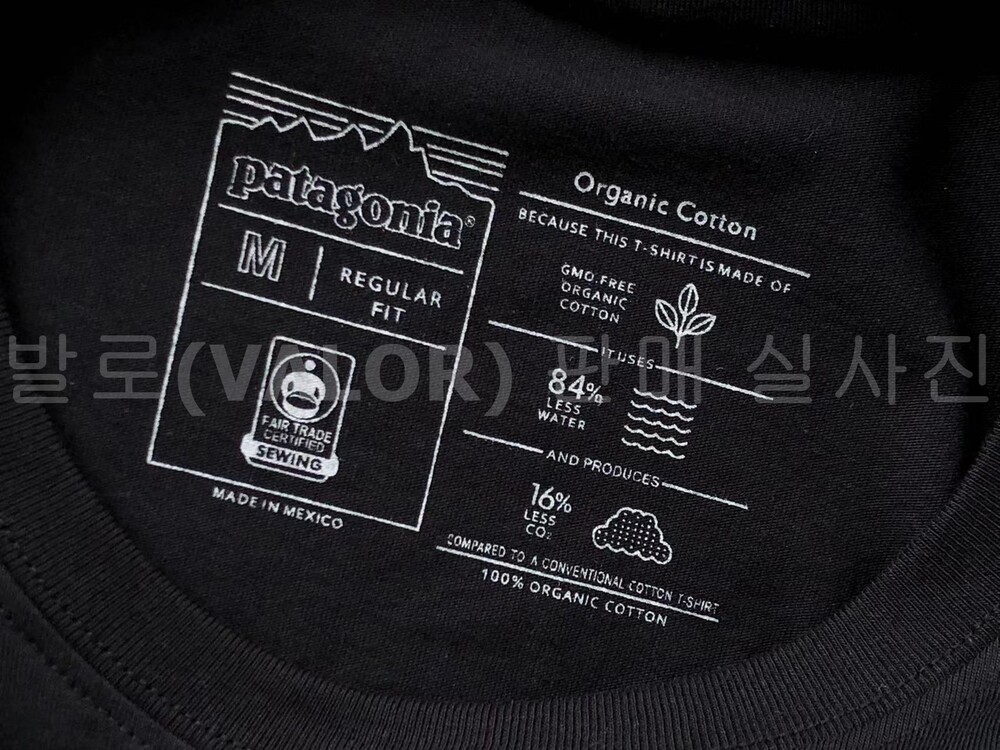 patagonia®
M
REGULAR
FIT
FAIR TRADE
CERTIFIED
SEWING
MADE IN MEXICO
Organic Cotton
BECAUSE THIS T-SHIRT IS MADE OF
GMO-FREE
ORGANIC
COTTON
IT USES
84%
LESS
WATER
AND PRODUCES
16%
LESS
CO₂
COMPARED TO A CONVENTIONAL COTTON T-SHIRT
100% ORGANIC COTTON
발로(VALOR) 판매 실사진